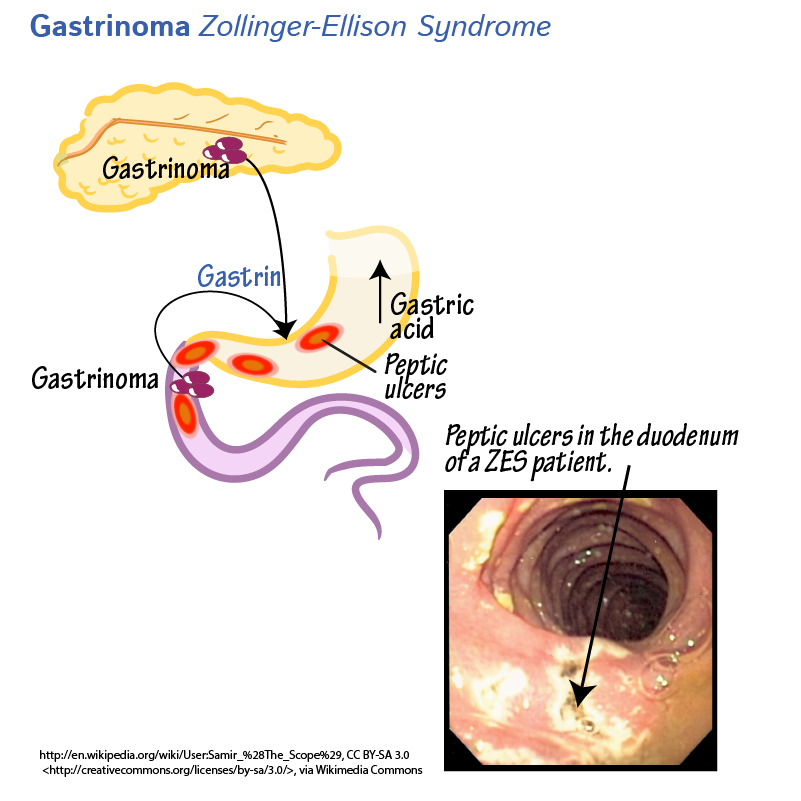 Gastrinoma Zollinger-Ellison Syndrome
Gastrinoma
Gastrin
Gastric
acid
Gastrinoma
Peptic
ulcers
Peptic ulcers in the duodenum
of a ZES patient.
http://en.wikipedia.org/wiki/User:Samir_%28The_Scope%29, CC BY-SA 3.0
<http://creativecommons.org/licenses/by-sa/3.0/>, via Wikimedia Commons